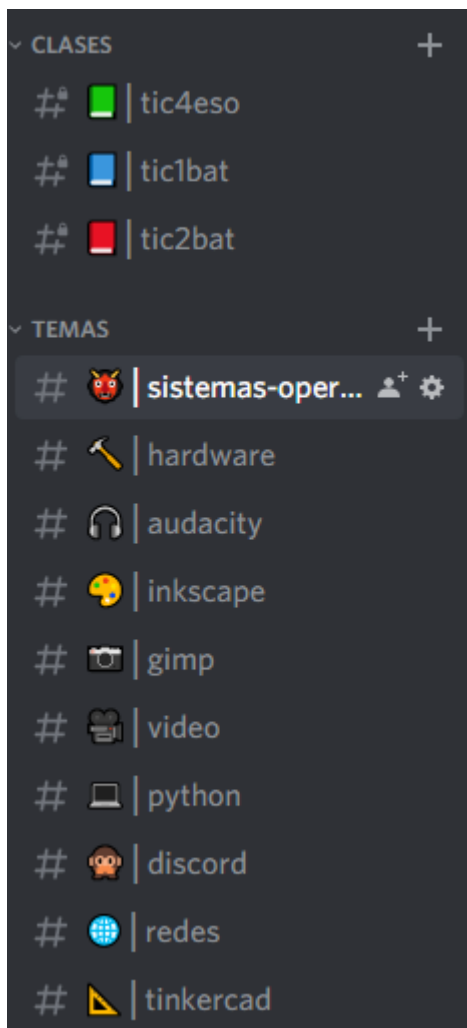 CLASES
# 📗 | tic4eso
# 📘 | tic1bat
# 📕 | tic2bat
TEMAS
# 👹 | sistemas-oper...
# 🔨 | hardware
# 🎧 | audacity
# 🎨 | inkscape
# 📷 | gimp
# 🎥 | video
# 💻 | python
# 🙊 | discord
# 🌐 | redes
# 📐 | tinkercad